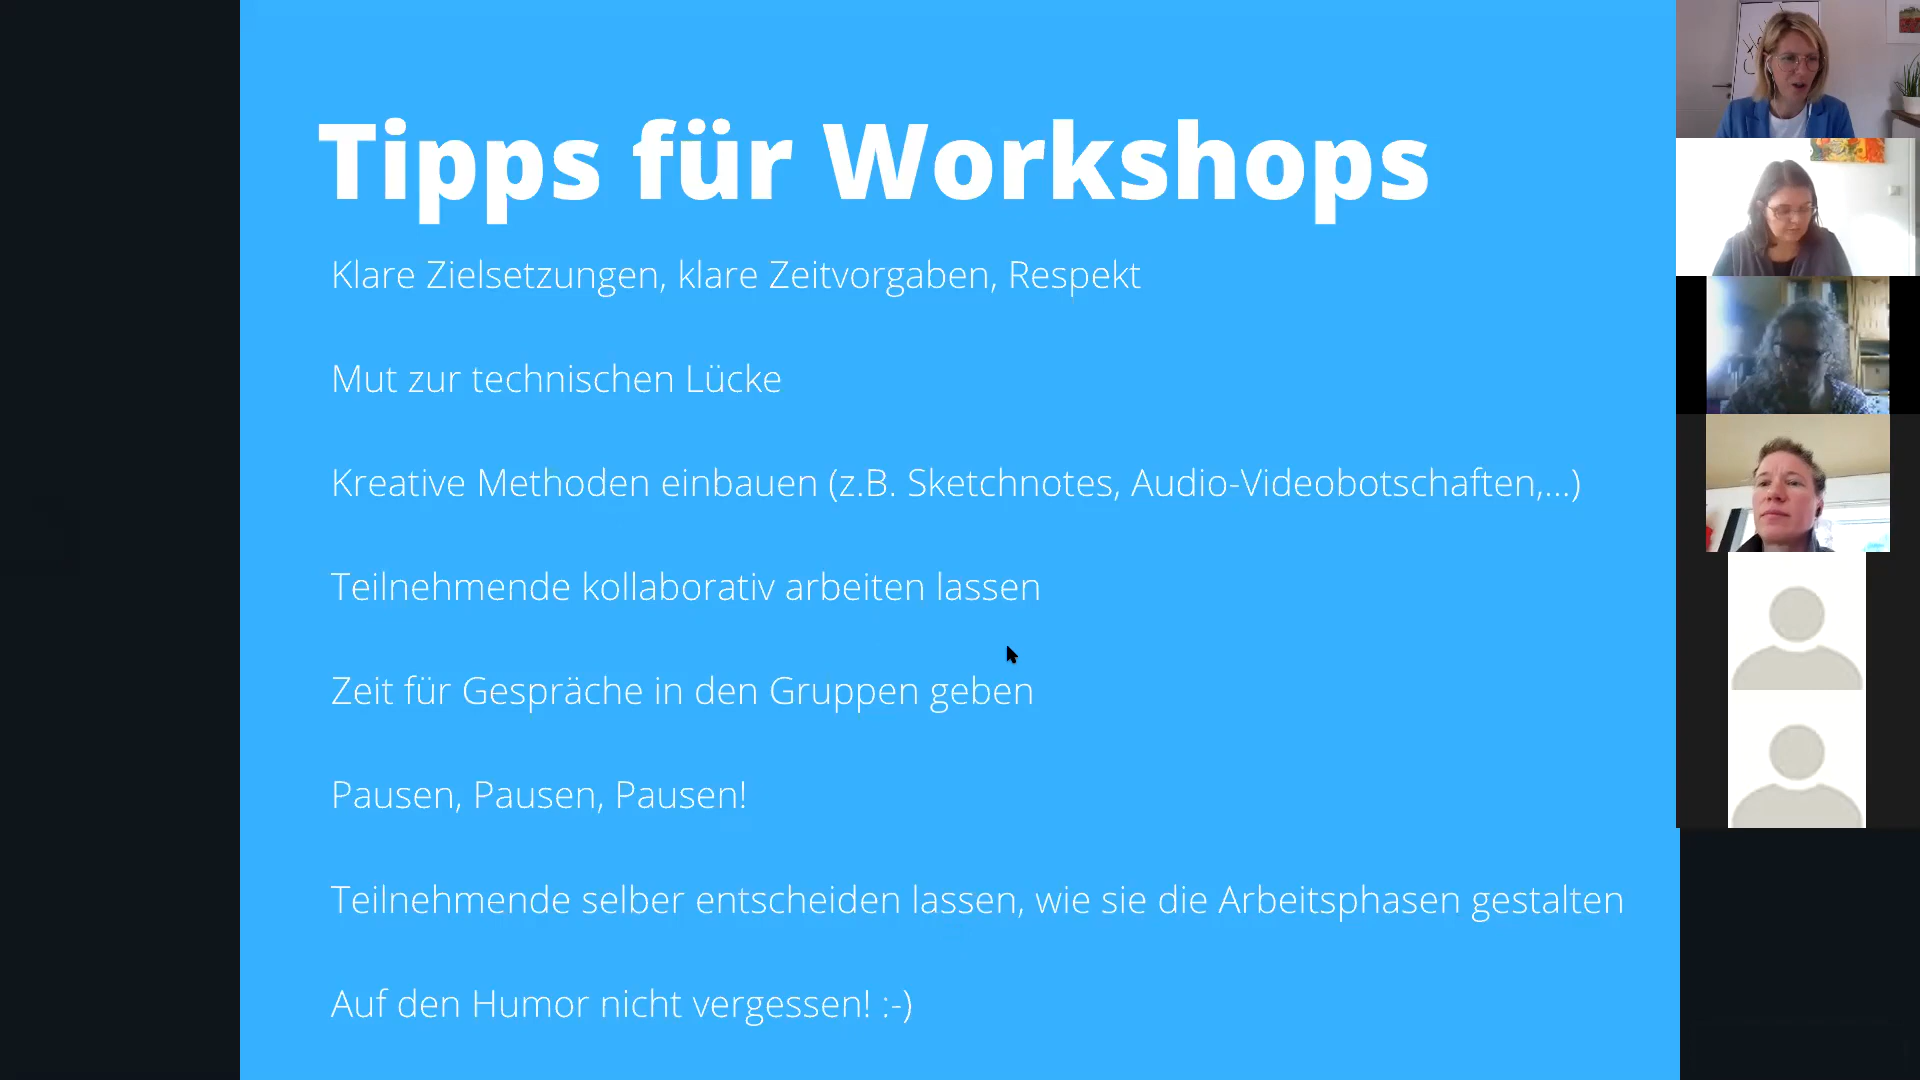 Tipps für Workshops
Klare Zielsetzungen, klare Zeitvorgaben, Respekt
Mut zur technischen Lücke
Kreative Methoden einbauen (z.B. Sketchnotes, Audio-Videobotschaften,...)
Teilnehmende kollaborativ arbeiten lassen
Zeit für Gespräche in den Gruppen geben
Pausen, Pausen, Pausen!
Teilnehmende selber entscheiden lassen, wie sie die Arbeitsphasen gestalten
Auf den Humor nicht vergessen! :-)